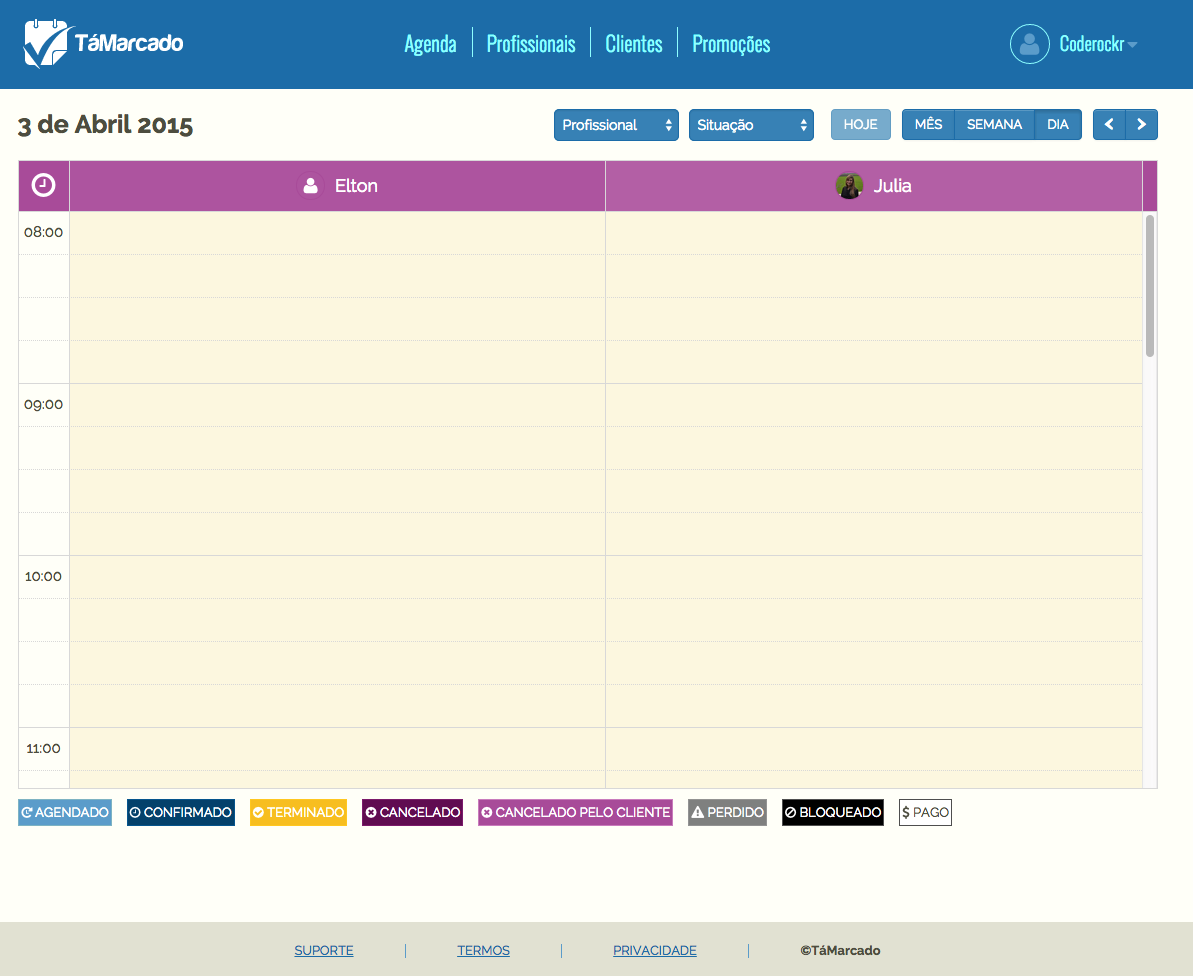 TáMarcado
Agenda Profissionais Clientes Promoções
Coderockr
3 de Abril 2015
Profissional Situação HOJE MÊS SEMANA DIA
Elton Julia
08:00
09:00
10:00
11:00
AGENDADO CONFIRMADO TERMINADO CANCELADO CANCELADO PELO CLIENTE PERDIDO BLOQUEADO $ PAGO
SUPORTE | TERMOS | PRIVACIDADE | ©TáMarcado